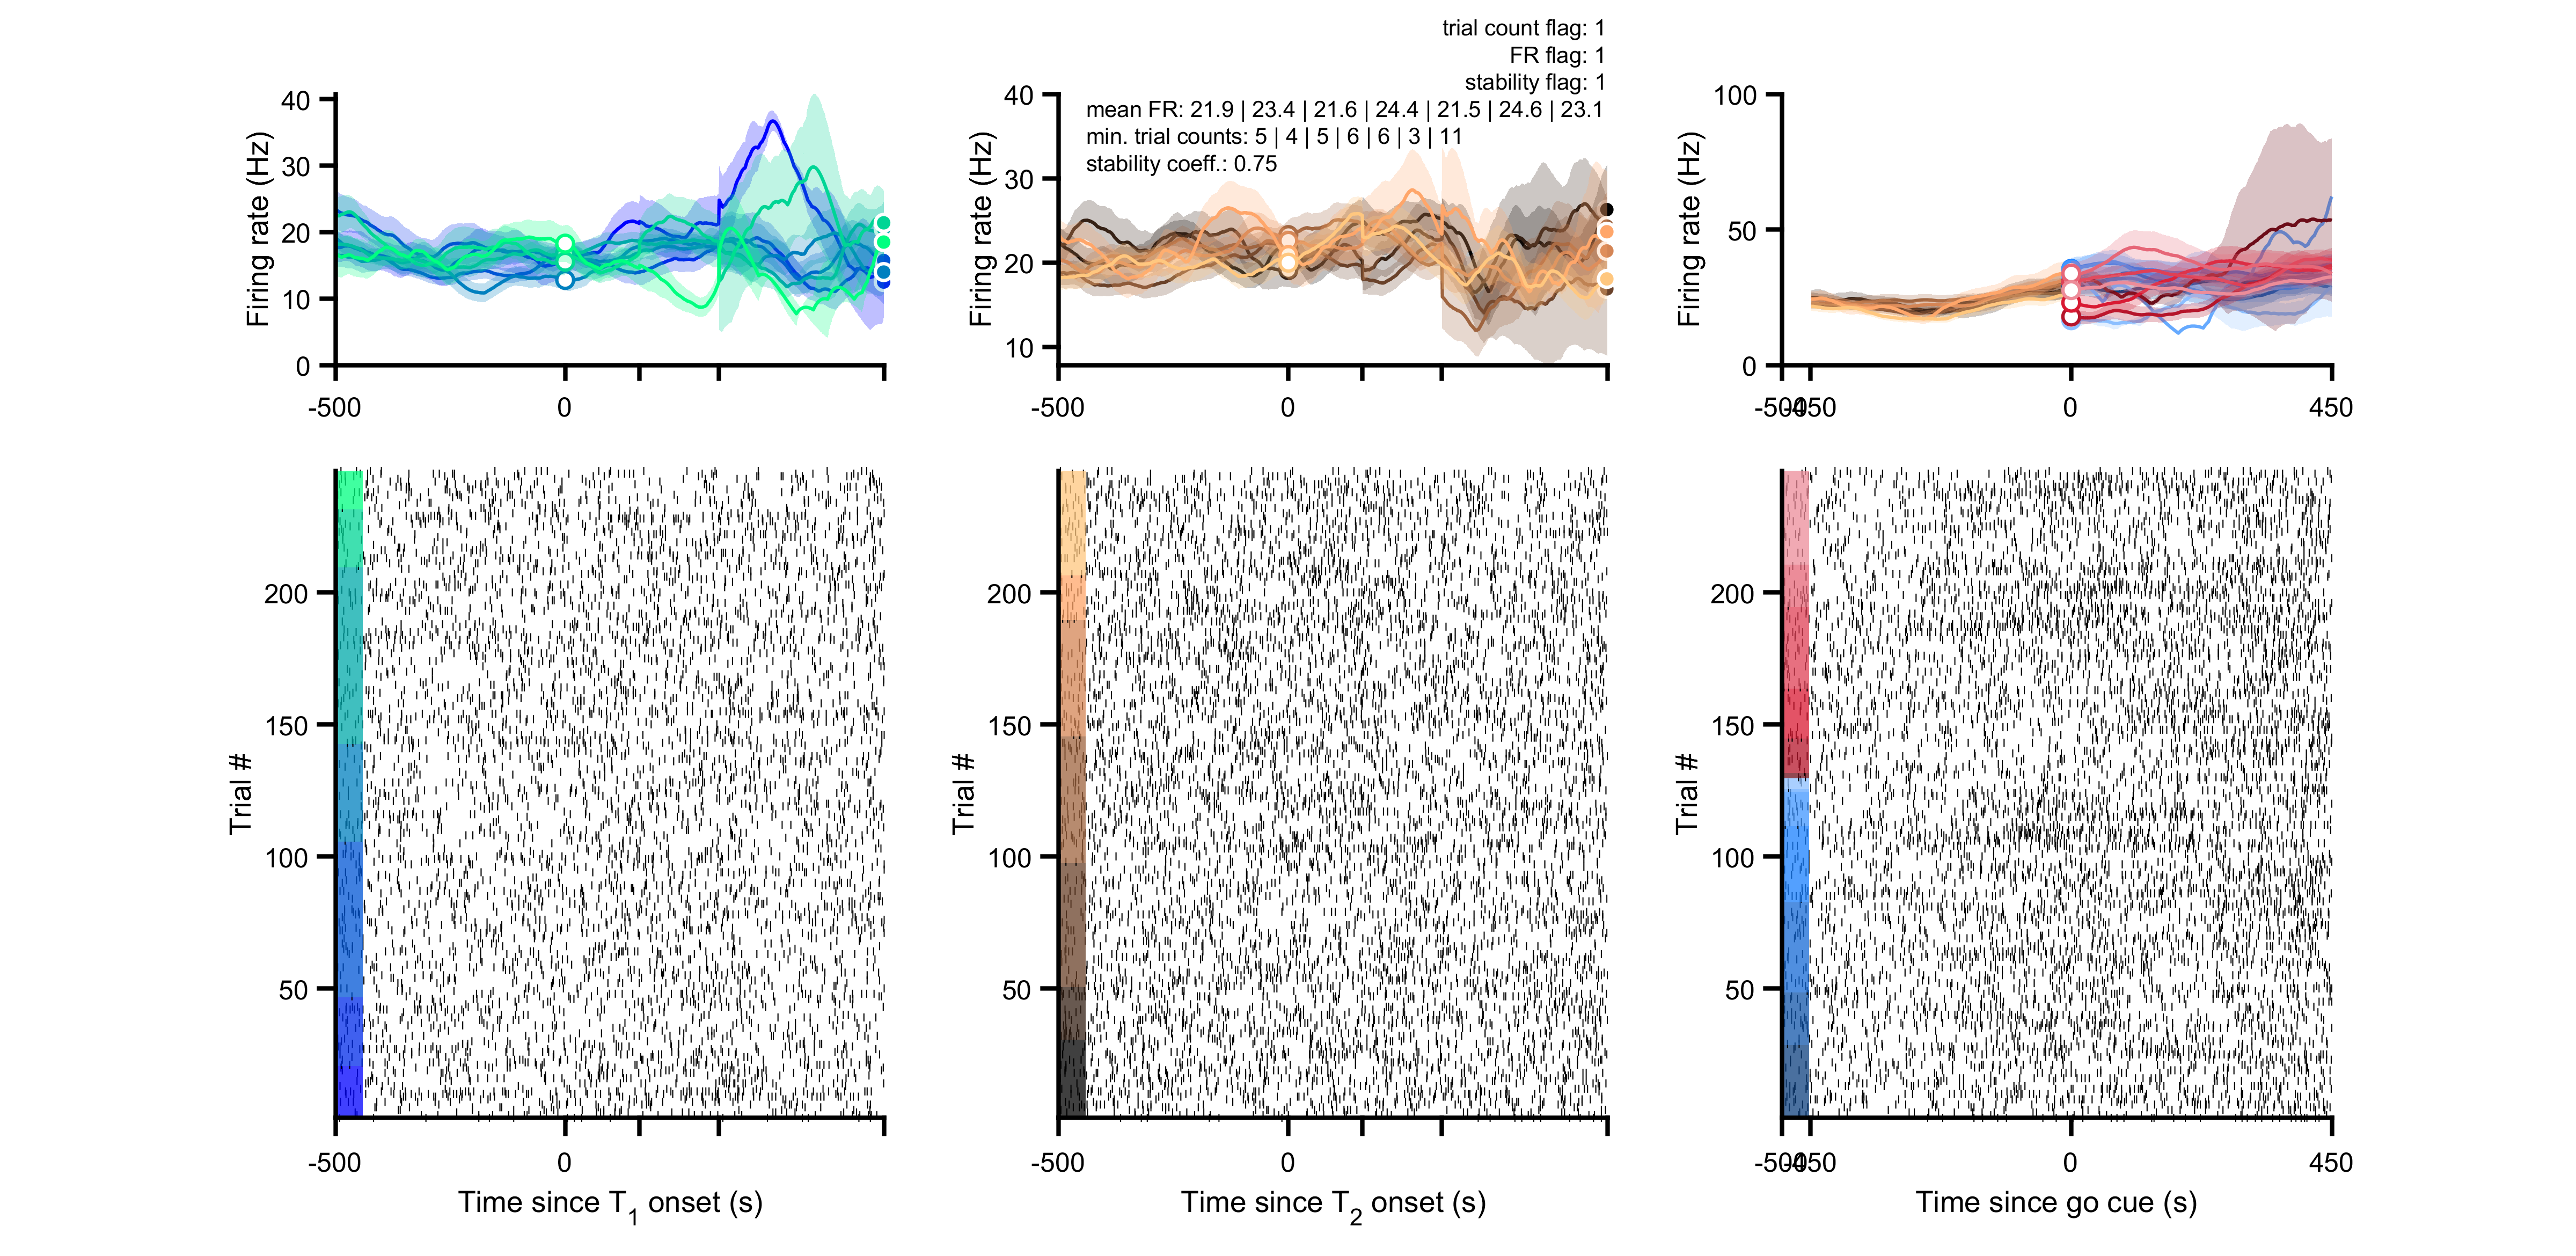 trial count flag: 1
FR flag: 1
stability flag: 1
mean FR: 21.9 | 23.4 | 21.6 | 24.4 | 21.5 | 24.6 | 23.1
min. trial counts: 5 | 4 | 5 | 6 | 6 | 3 | 11
stability coeff.: 0.75
Firing rate (Hz)
40
30
20
10
0
-500
0
Firing rate (Hz)
40
30
20
10
-500
0
Firing rate (Hz)
100
50
0
-500
-450
0
450
Trial #
200
150
100
50
-500
0
Time since T1 onset (s)
Trial #
200
150
100
50
-500
0
Time since T2 onset (s)
Trial #
200
150
100
50
-500
-450
0
450
Time since go cue (s)